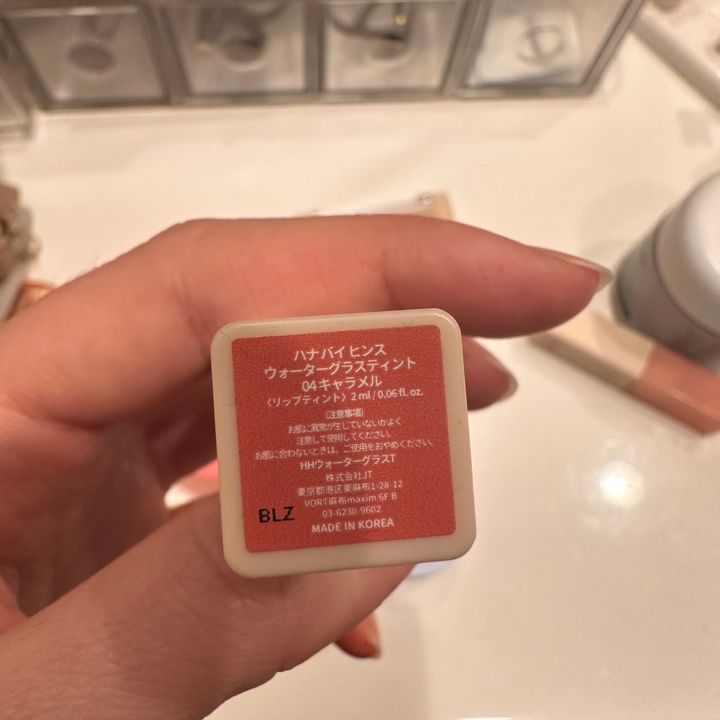 ハナバイヒンス
ウォーターグラスティント
04キャラメル
〈リップティント〉2ml/0.06 fl. oz.
〔注意事項〕
お肌に異常が生じていないかよく
注意して使用してください。
お肌に合わないときは、ご使用をおやめください。
HHウォーターグラスT
株式会社JT
東京都港区東麻布1-28-12
VORT麻布maxim 6F B
03-6230-9602
BLZ
MADE IN KOREA